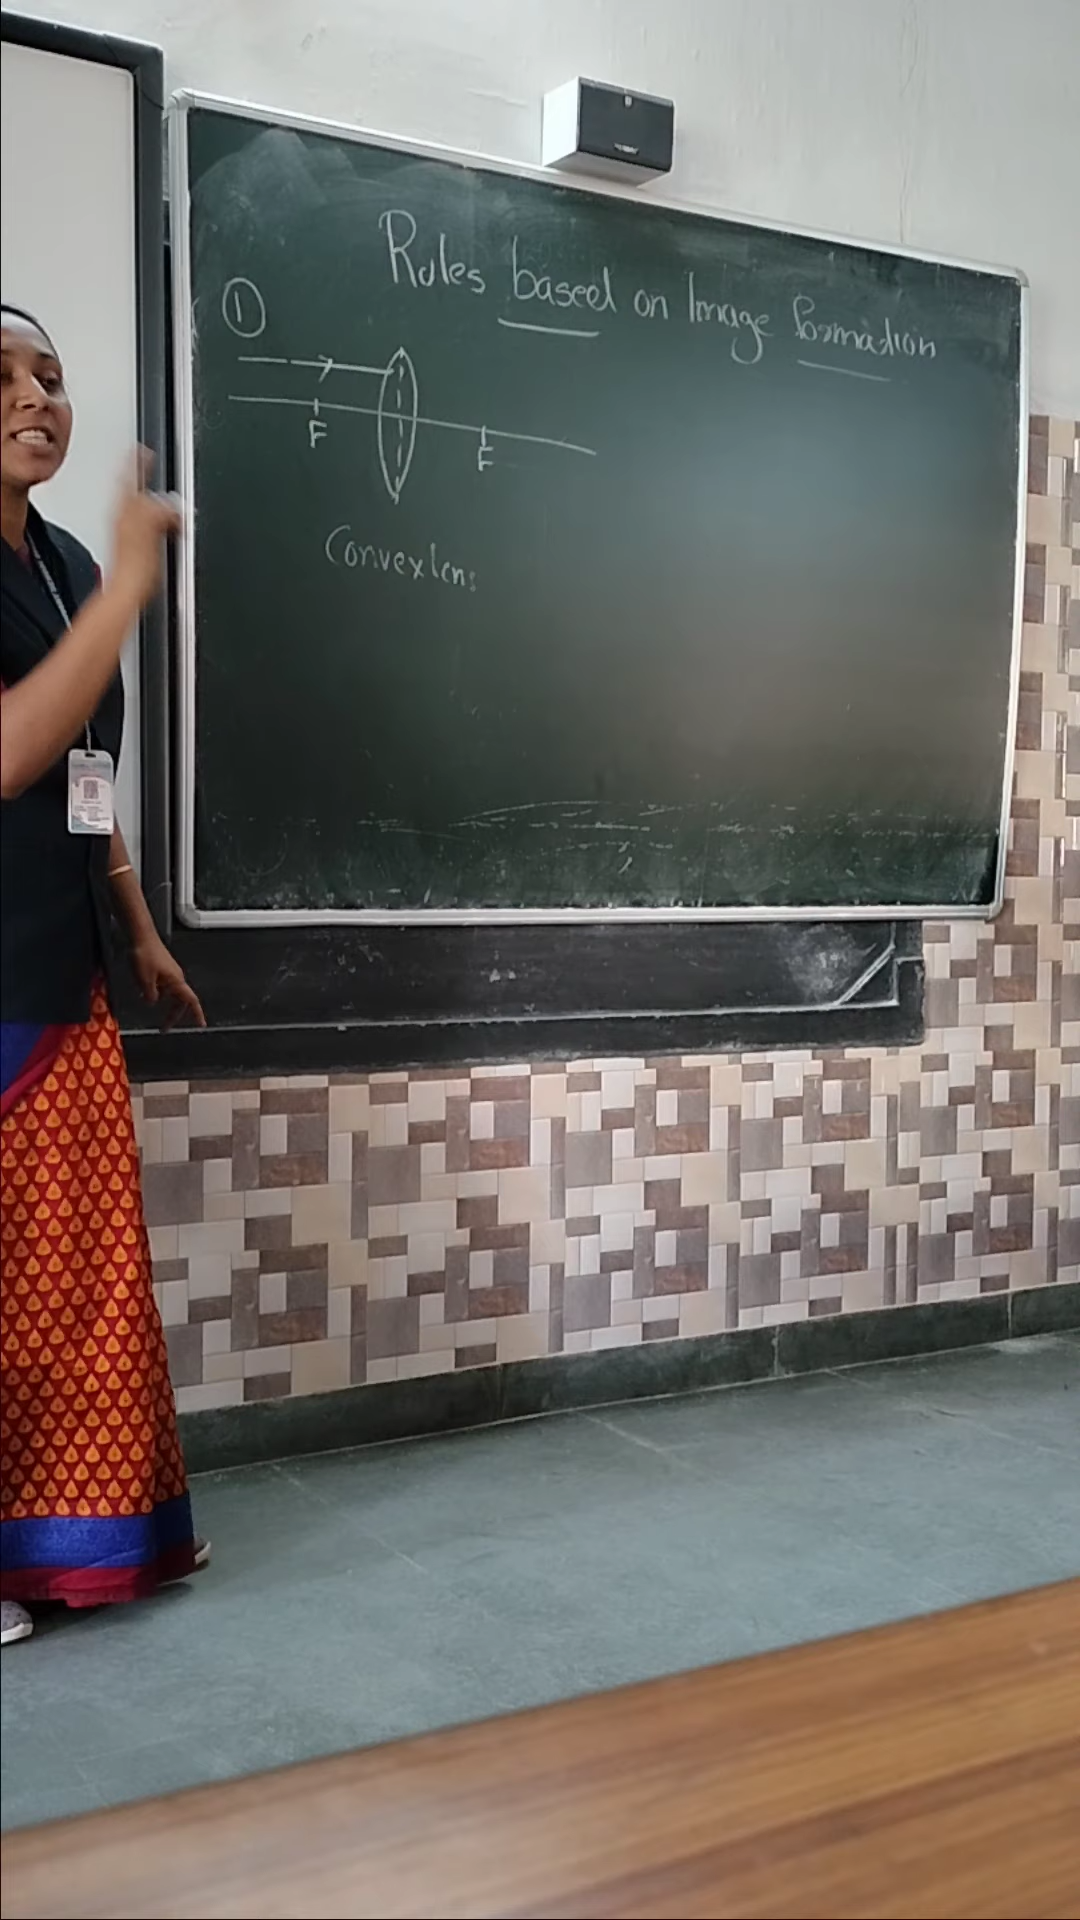 Rules based on Image formation
①
F
F
Convex lens